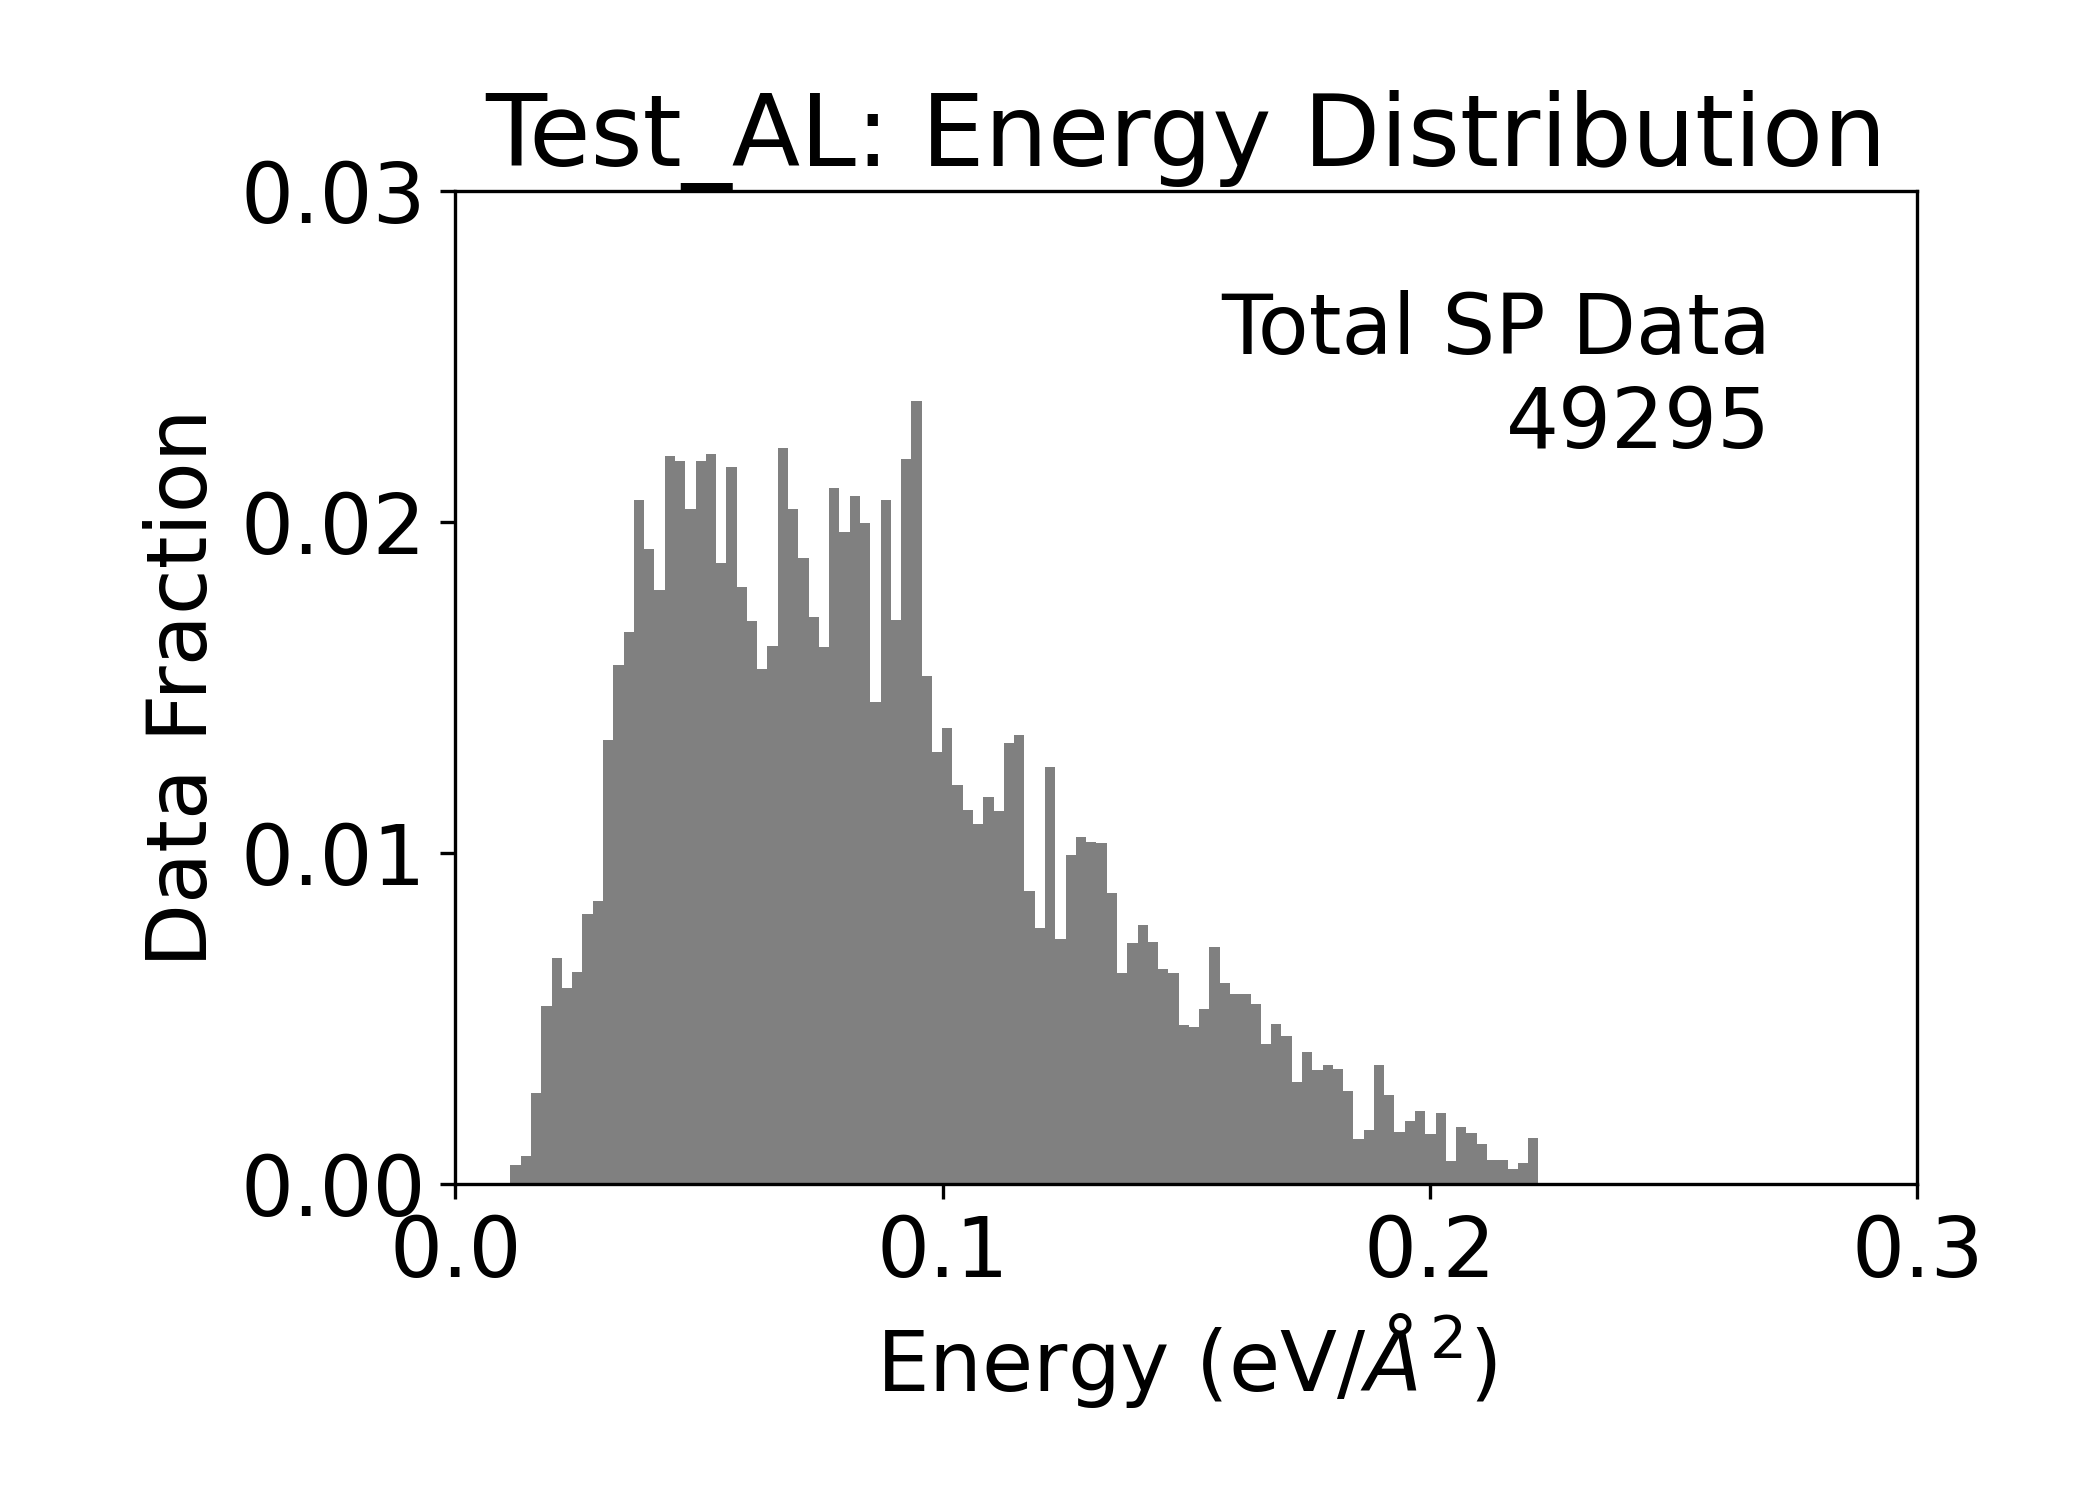 Test_AL: Energy Distribution
0.03
0.02
0.01
0.00
Data Fraction
Total SP Data
49295
0.0 0.1 0.2 0.3
Energy (eV/Å²)